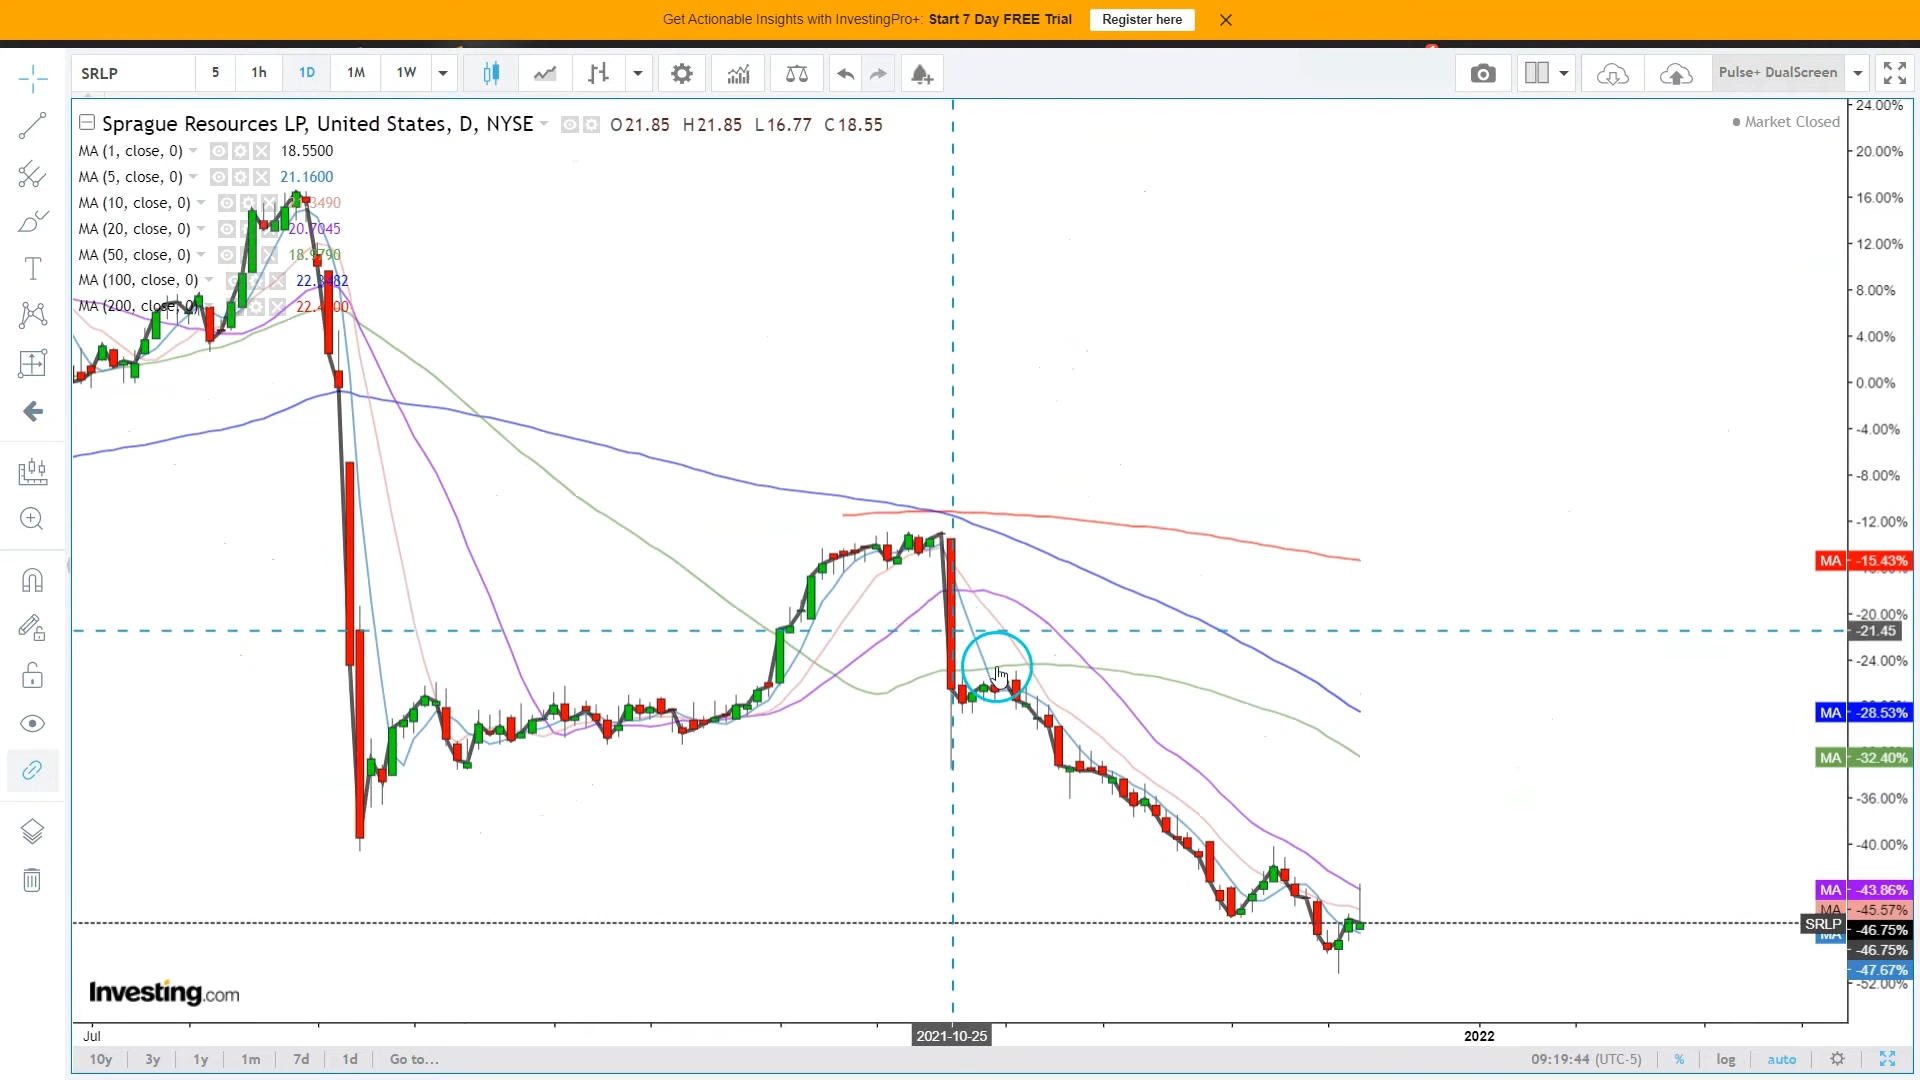 Get Actionable Insights with InvestingPro+: Start 7 Day FREE Trial Register here
SRLP 5 1h 1D 1M 1W Pulse+ DualScreen
Sprague Resources LP, United States, D, NYSE O21.85 H21.85 L16.77 C18.55
Market Closed
MA (1, close, 0) 18.5500
MA (5, close, 0) 21.1600
MA (10, close, 0)
MA (20, close, 0) 20.7045
MA (50, close, 0) 18.9790
MA (100, close, 0)
MA (200, close, 0)
24.00%
20.00%
16.00%
12.00%
8.00%
4.00%
0.00%
-4.00%
-8.00%
-12.00%
MA -15.43%
-20.00%
-21.45
-24.00%
MA -28.53%
MA -32.40%
-36.00%
-40.00%
MA -43.86%
MA -45.57%
SRLP -46.75%
MA -46.75%
-47.67%
-52.00%
Investing.com
Jul 2021-10-25 2022
10y 3y 1y 1m 7d 1d Go to... 09:19:44 (UTC-5) % log auto